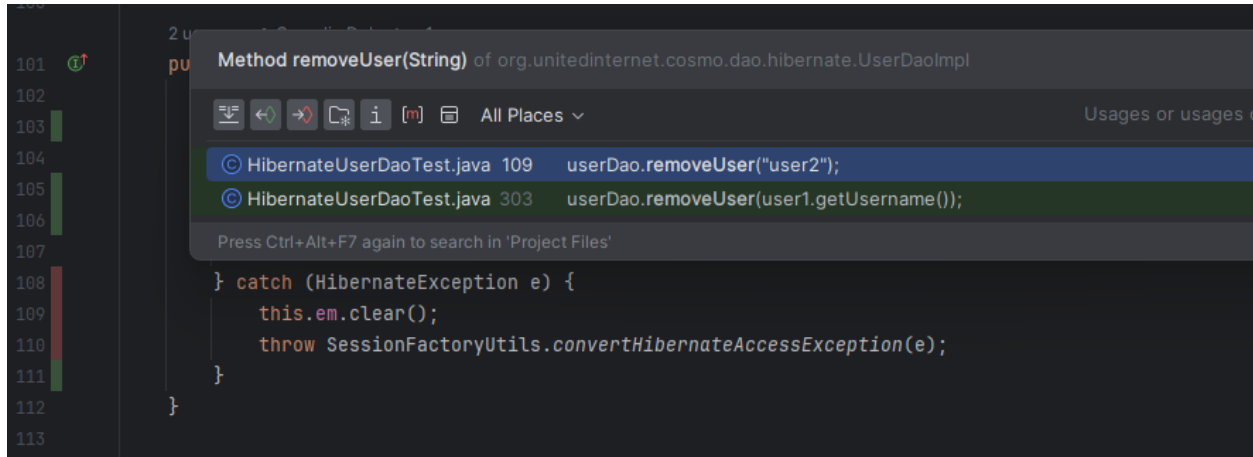 2 u
101 pu
Method removeUser(String) of org.unitedinternet.cosmo.dao.hibernate.UserDaoImpl
102
All Places
Usages or usages
103
104
HibernateUserDaoTest.java 109 userDao.removeUser("user2");
105
HibernateUserDaoTest.java 303 userDao.removeUser(user1.getUsername());
106
107
Press Ctrl+Alt+F7 again to search in 'Project Files'
108 } catch (HibernateException e) {
109 this.em.clear();
110 throw SessionFactoryUtils.convertHibernateAccessException(e);
111 }
112 }
113